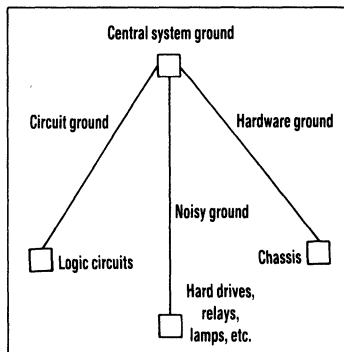 Central system ground
Circuit ground
Hardware ground
Noisy ground
Logic circuits
Chassis
Hard drives,
relays,
lamps, etc.